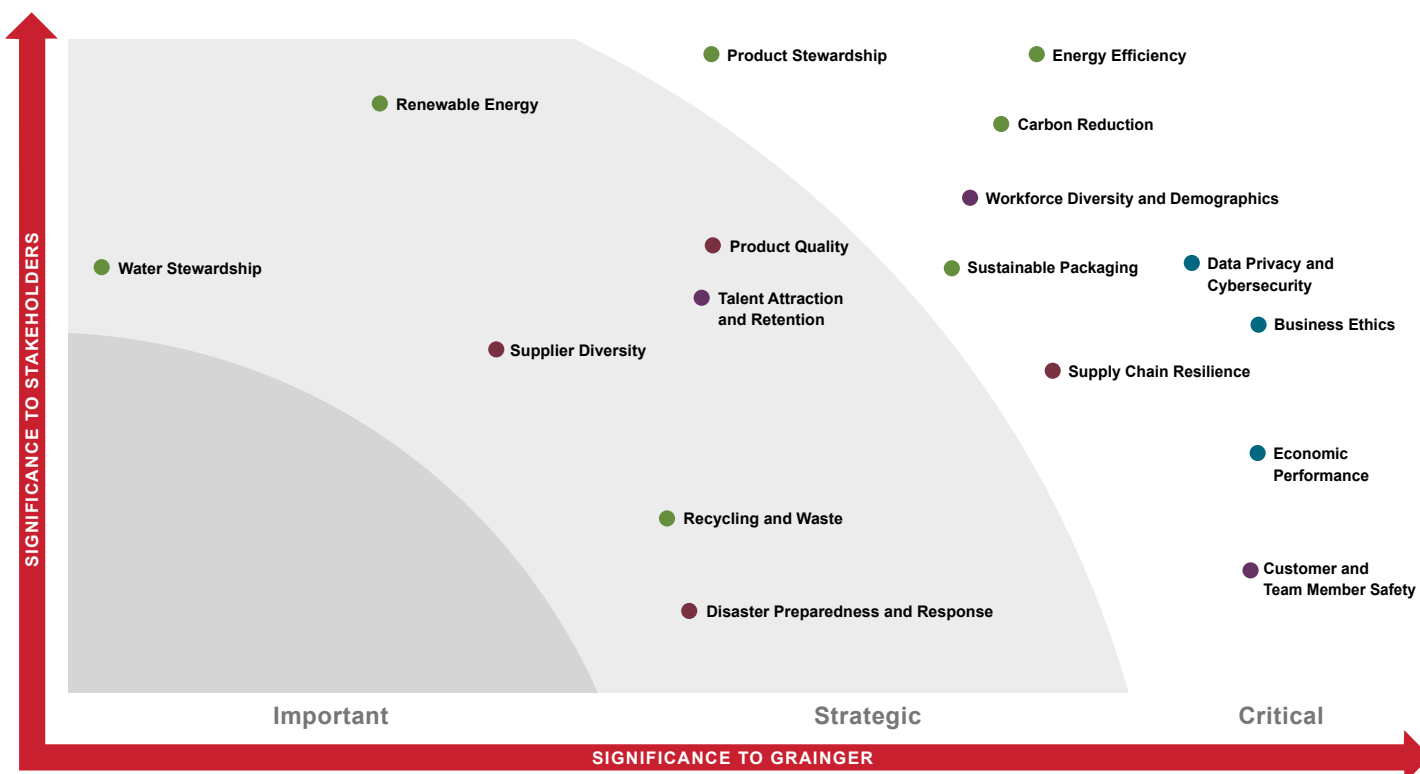 Product Stewardship
Energy Efficiency
Renewable Energy
Carbon Reduction
Workforce Diversity and Demographics
Product Quality
Water Stewardship
Sustainable Packaging
Data Privacy and
Cybersecurity
Talent Attraction
and Retention
Business Ethics
Supplier Diversity
Supply Chain Resilience
Economic
Performance
Recycling and Waste
Customer and
Team Member Safety
Disaster Preparedness and Response
SIGNIFICANCE TO STAKEHOLDERS
Important
Strategic
Critical
SIGNIFICANCE TO GRAINGER